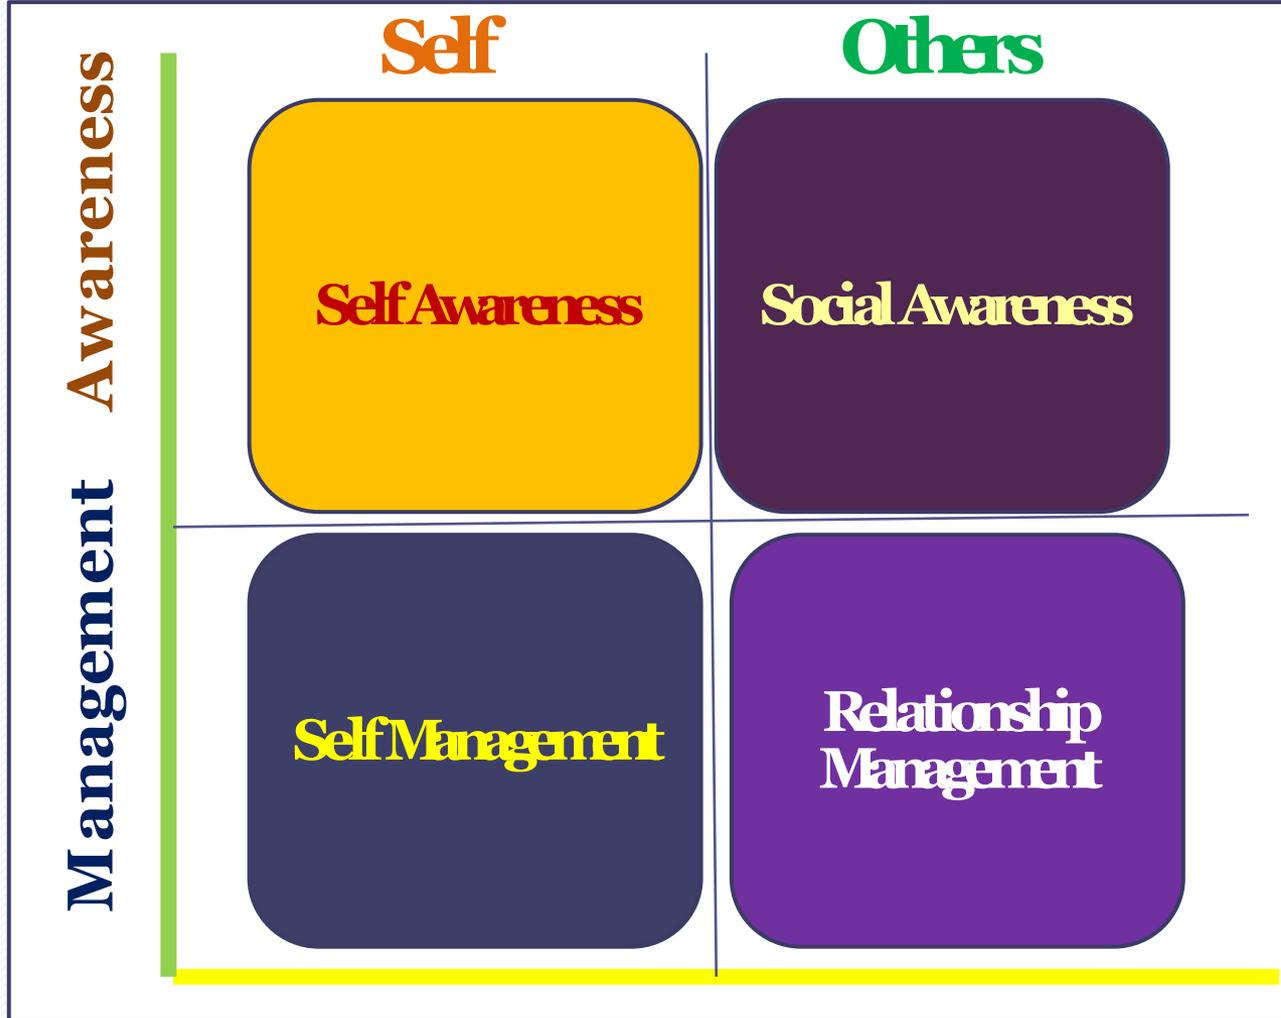 Self
Others
Awareness
Self Awareness
Social Awareness
Management
Self Management
Relationship
Management